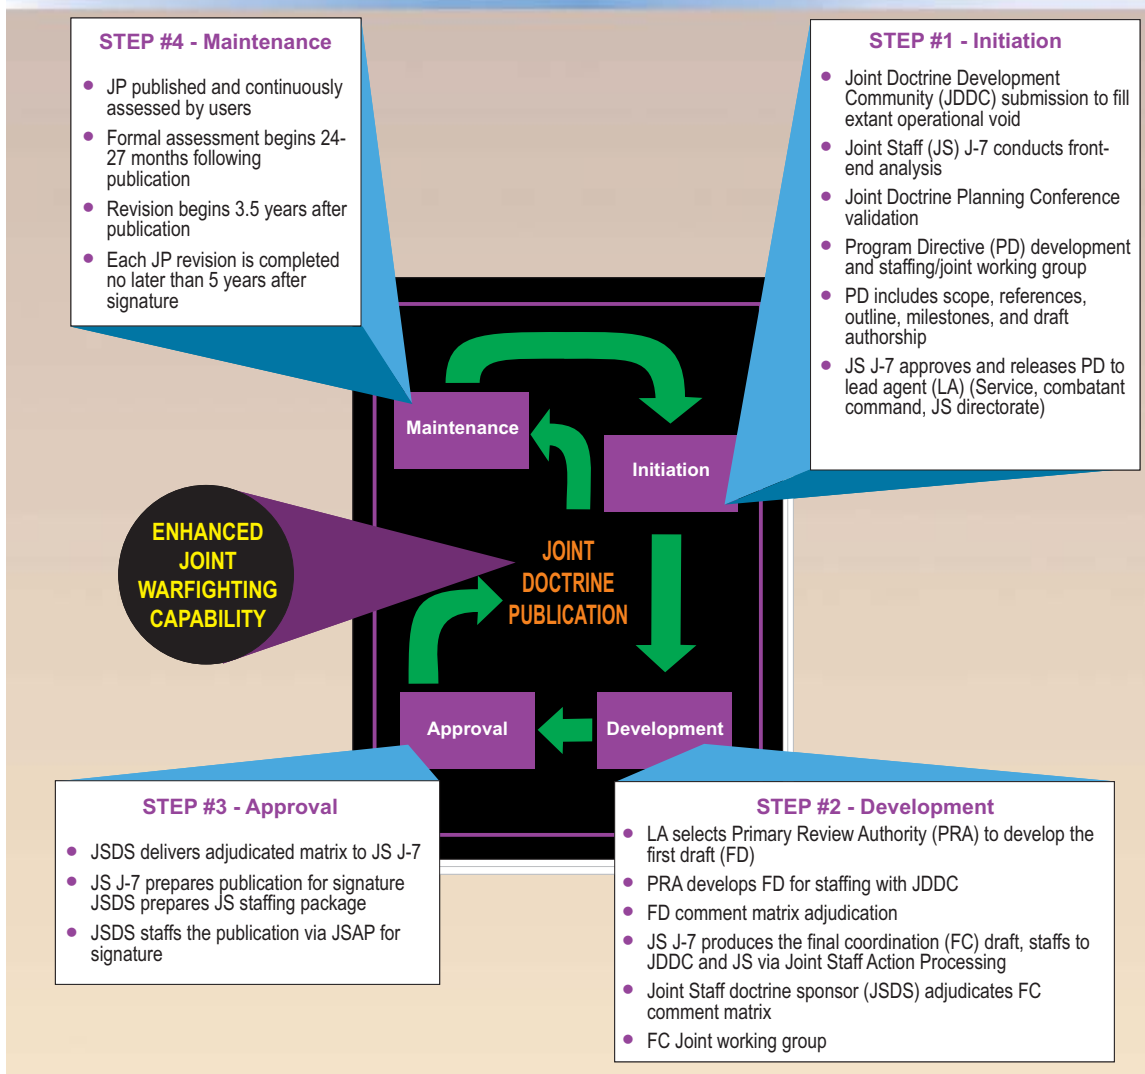 STEP #4 - Maintenance
• JP published and continuously
assessed by users
• Formal assessment begins 24-
27 months following
publication
• Revision begins 3.5 years after
publication
• Each JP revision is completed
no later than 5 years after
signature
STEP #1 - Initiation
• Joint Doctrine Development
Community (JDDC) submission to fill
extant operational void
• Joint Staff (JS) J-7 conducts front-
end analysis
• Joint Doctrine Planning Conference
validation
• Program Directive (PD) development
and staffing/joint working group
• PD includes scope, references,
outline, milestones, and draft
authorship
• JS J-7 approves and releases PD to
lead agent (LA) (Service, combatant
command, JS directorate)
Maintenance
Initiation
ENHANCED
JOINT
WARFIGHTING
CAPABILITY
JOINT
DOCTRINE
PUBLICATION
Approval
Development
STEP #3 - Approval
• JSDS delivers adjudicated matrix to JS J-7
• JS J-7 prepares publication for signature
JSDS prepares JS staffing package
• JSDS staffs the publication via JSAP for
signature
STEP #2 - Development
• LA selects Primary Review Authority (PRA) to develop the
first draft (FD)
• PRA develops FD for staffing with JDDC
• FD comment matrix adjudication
• JS J-7 produces the final coordination (FC) draft, staffs to
JDDC and JS via Joint Staff Action Processing
• Joint Staff doctrine sponsor (JSDS) adjudicates FC
comment matrix
• FC Joint working group